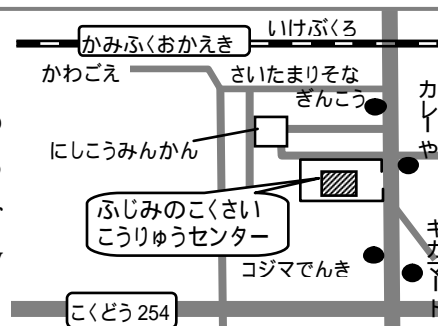 いけぶくろ
かみふくおかえき
かわごえ
さいたまりそな
ぎんこう
カレーや
にしこうみんかん
ふじみのこくさい
こうりゅうセンター
コジマでんき
こくどう 254